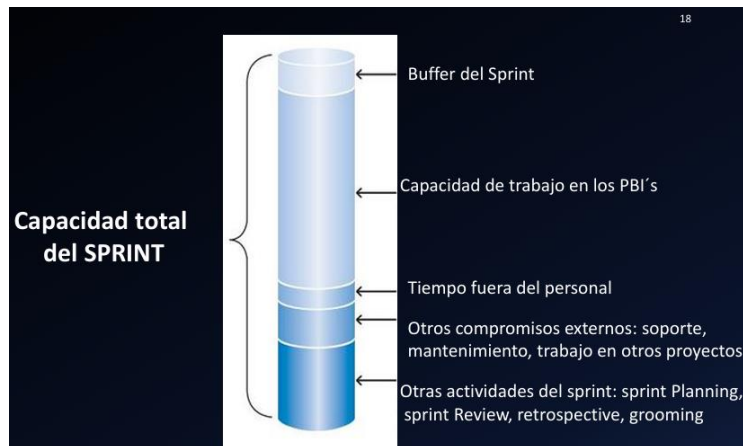 18
Buffer del Sprint
Capacidad de trabajo en los PBI´s
Capacidad total
del SPRINT
Tiempo fuera del personal
Otros compromisos externos: soporte,
mantenimiento, trabajo en otros proyectos
Otras actividades del sprint: sprint Planning,
sprint Review, retrospective, grooming